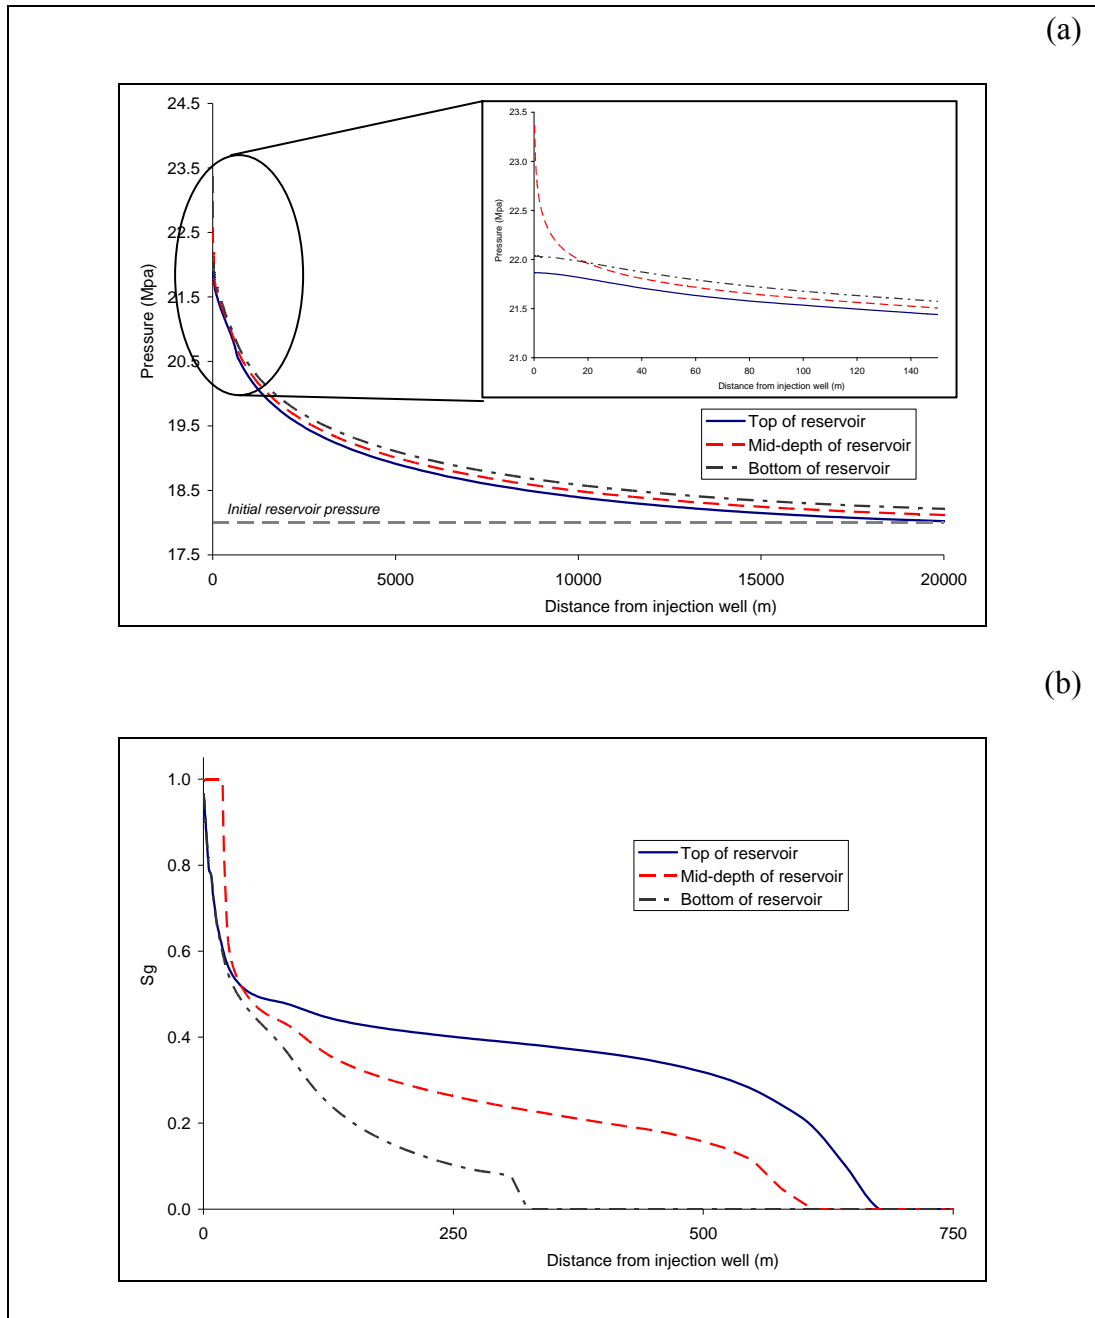 (a)
24.5
23.5
22.5
21.5
20.5
19.5
18.5
17.5
Pressure (Mpa)
0
5000
10000
15000
20000
Distance from injection well (m)
Initial reservoir pressure
23.5
23.0
22.5
22.0
21.5
21.0
Pressure (Mpa)
0
20
40
60
80
100
120
140
Distance from injection well (m)
Top of reservoir
Mid-depth of reservoir
Bottom of reservoir
(b)
1.0
0.8
0.6
0.4
0.2
0.0
Sg
0
250
500
750
Distance from injection well (m)
Top of reservoir
Mid-depth of reservoir
Bottom of reservoir